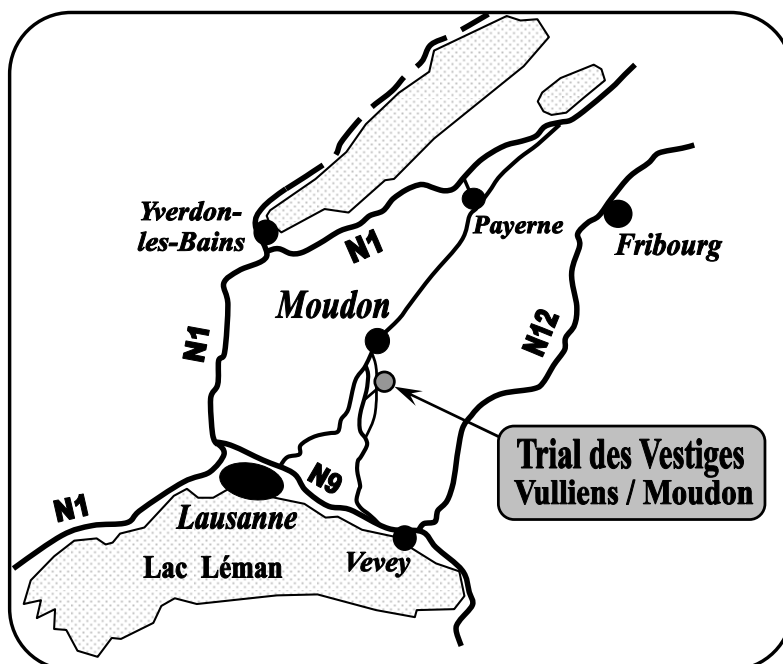 Yverdon-
les-Bains
N1
Payerne
Fribourg
Moudon
N1
N12
Trial des Vestiges
Vulliens / Moudon
N9
N1
Lausanne
Lac Léman
Vevey